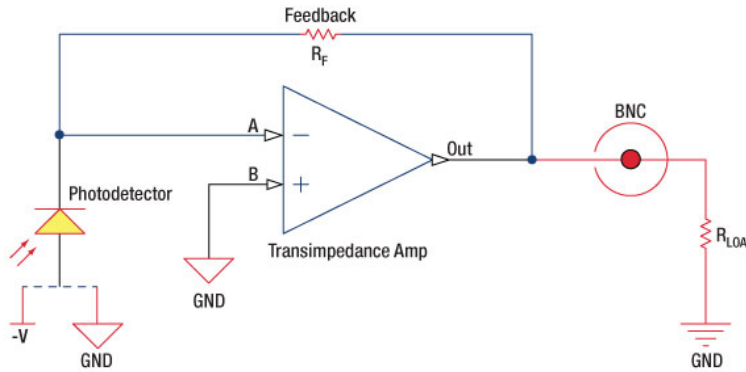 Feedback
R_F
BNC
A
Out
B
Photodetector
R_LOA
Transimpedance Amp
GND
-V
GND
GND